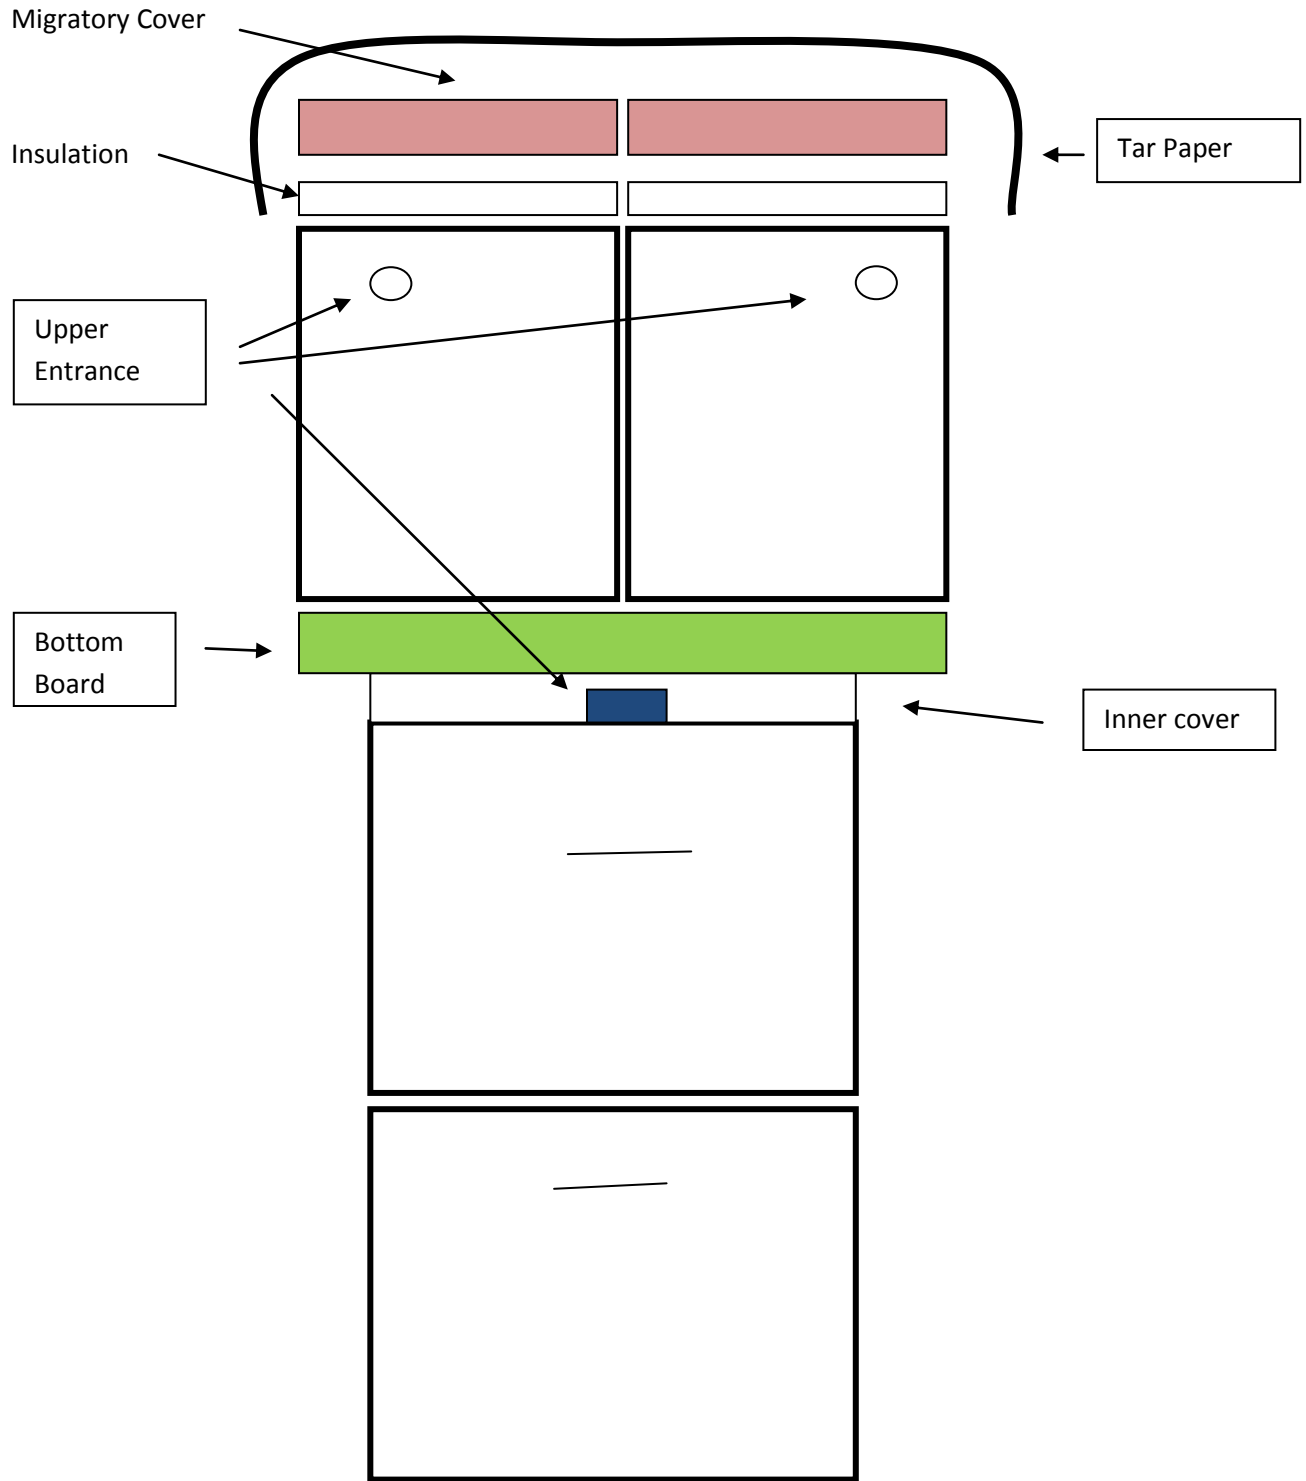 Migratory Cover
Insulation
Tar Paper
Upper
Entrance
Bottom
Board
Inner cover